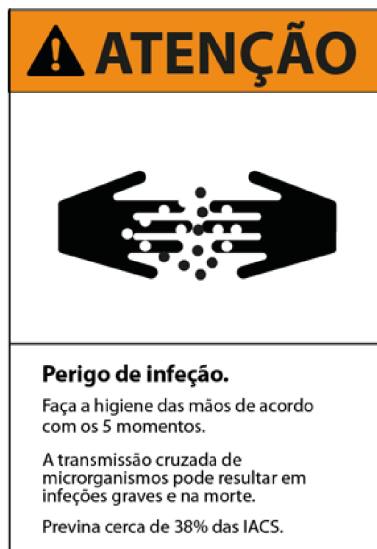 ATENÇÃO
Perigo de infeção.
Faça a higiene das mãos de acordo
com os 5 momentos.
A transmissão cruzada de
microrganismos pode resultar em
infeções graves e na morte.
Previna cerca de 38% das IACS.